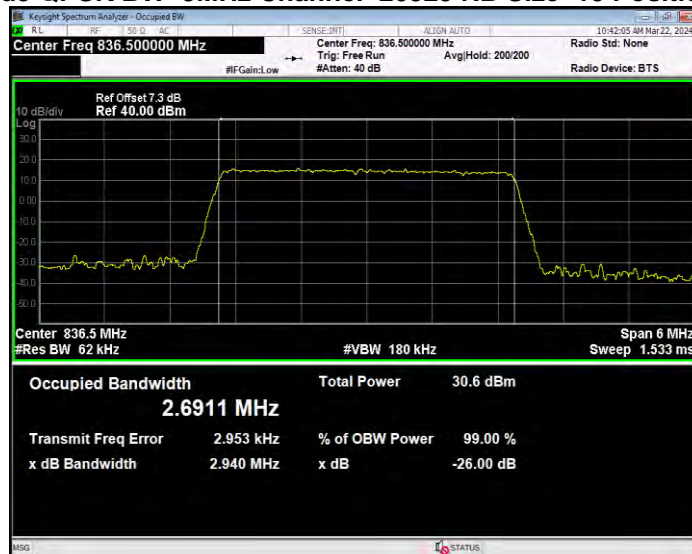 Keysight Spectrum Analyzer - Occupied BW
RL RF 50 Ω AC SENSE:INT ALIGN AUTO 10:42:05 AM Mar 22, 2024
Center Freq 836.500000 MHz Center Freq: 836.500000 MHz Radio Std: None
Trig: Free Run Avg|Hold: 200/200
#IFGain:Low #Atten: 40 dB Radio Device: BTS
Ref Offset 7.3 dB
10 dB/div Ref 40.00 dBm
Log
30.0
20.0
10.0
0.00
-10.0
-20.0
-30.0
-40.0
-50.0
Center 836.5 MHz Span 6 MHz
#Res BW 62 kHz #VBW 180 kHz Sweep 1.533 ms
Occupied Bandwidth Total Power 30.6 dBm
2.6911 MHz
Transmit Freq Error 2.953 kHz % of OBW Power 99.00 %
x dB Bandwidth 2.940 MHz x dB -26.00 dB
MSG STATUS